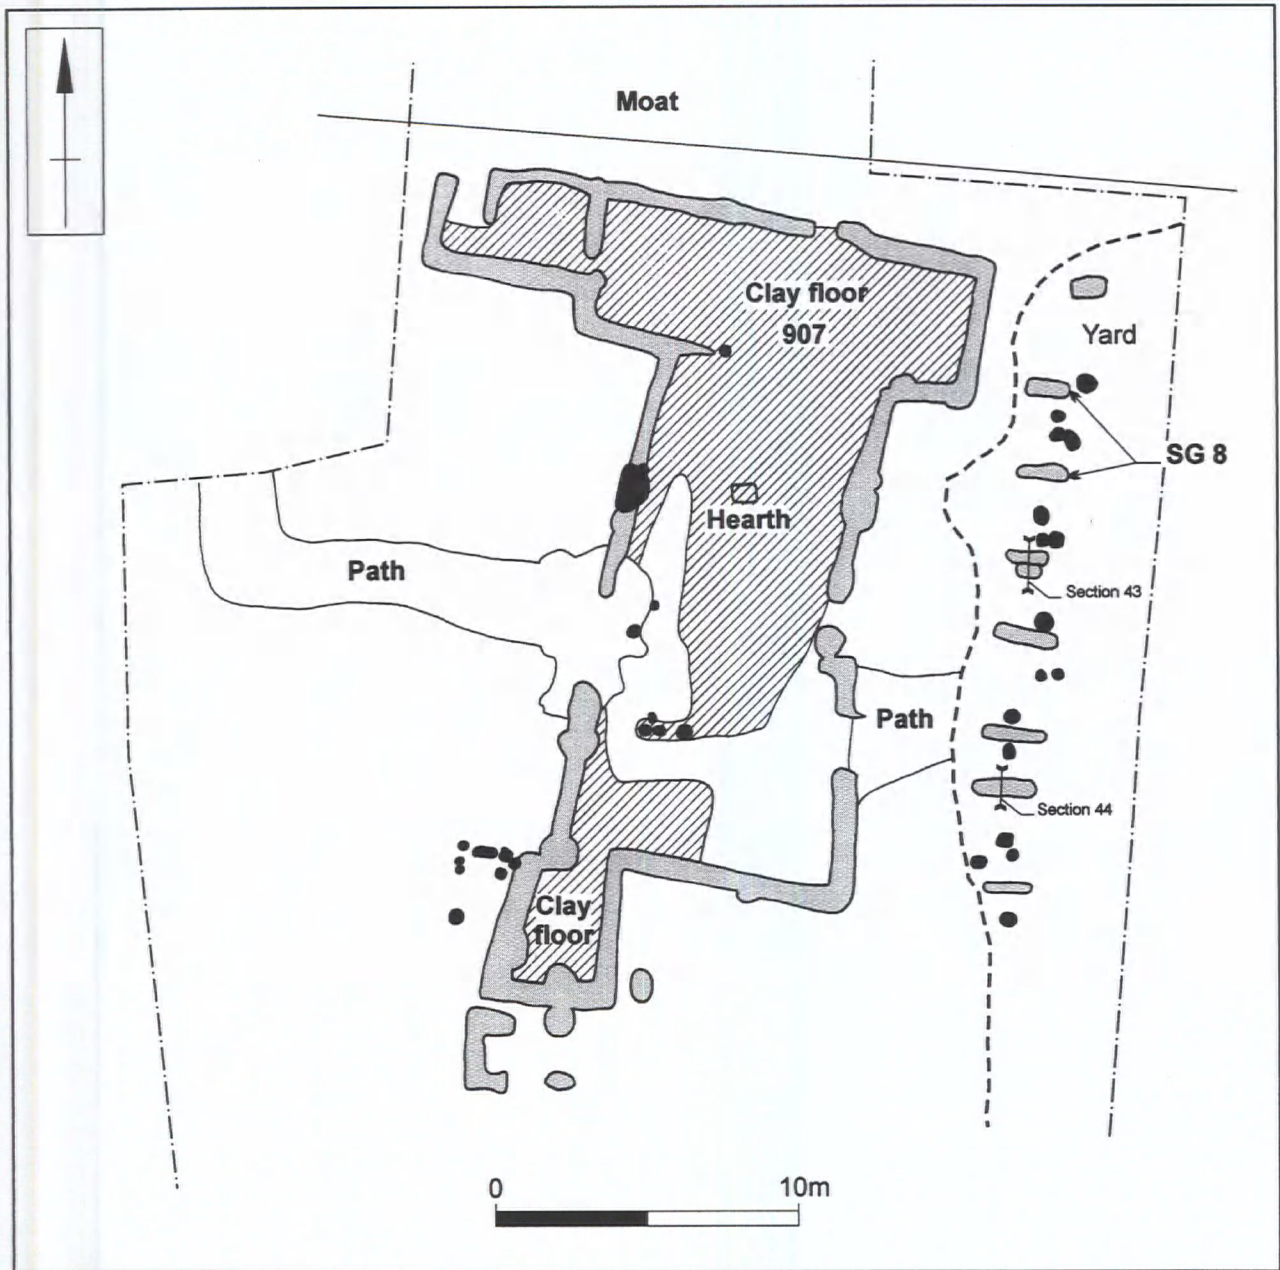 Moat
Clay floor
907
Yard
SG 8
Hearth
Path
Section 43
Path
Section 44
Clay
floor
0 10m